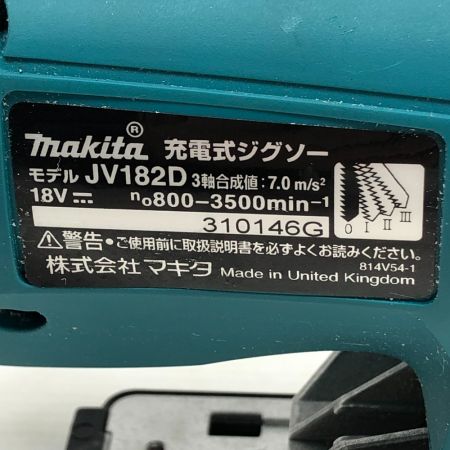 makita® 充電式ジグソー
モデル JV182D 3軸合成値:7.0 m/s²
18V⎓ n₀800-3500min⁻¹
310146G
0 I II III
⚠警告・ご使用前に取扱説明書を必ずよくお読みください。
814V54-1
株式会社 マキタ Made in United Kingdom